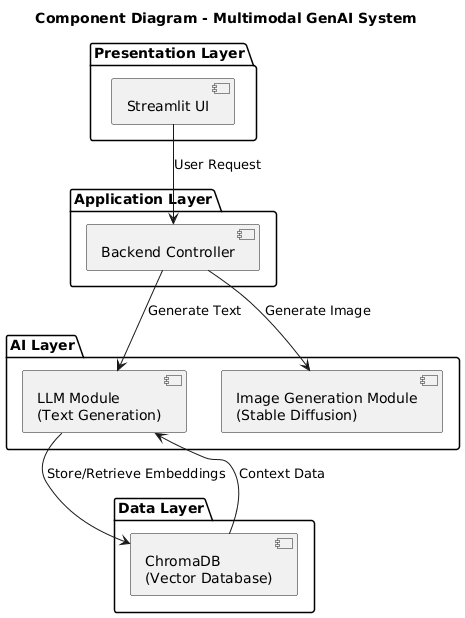 Component Diagram - Multimodal GenAI System
Presentation Layer
Streamlit UI
User Request
Application Layer
Backend Controller
Generate Text
Generate Image
AI Layer
LLM Module
(Text Generation)
Image Generation Module
(Stable Diffusion)
Store/Retrieve Embeddings
Context Data
Data Layer
ChromaDB
(Vector Database)